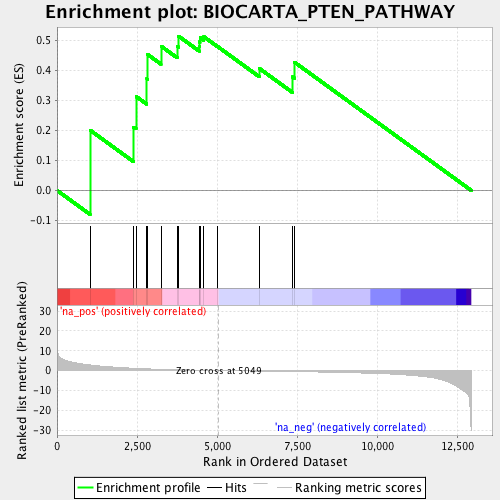 Enrichment plot: BIOCARTA_PTEN_PATHWAY
Enrichment score (ES)
0.5
0.4
0.3
0.2
0.1
0.0
-0.1
'na_pos' (positively correlated)
Ranked list metric (PreRanked)
30
20
10
0
-10
-20
-30
Zero cross at 5049
'na_neg' (negatively correlated)
0
2,500
5,000
7,500
10,000
12,500
Rank in Ordered Dataset
Enrichment profile
Hits
Ranking metric scores